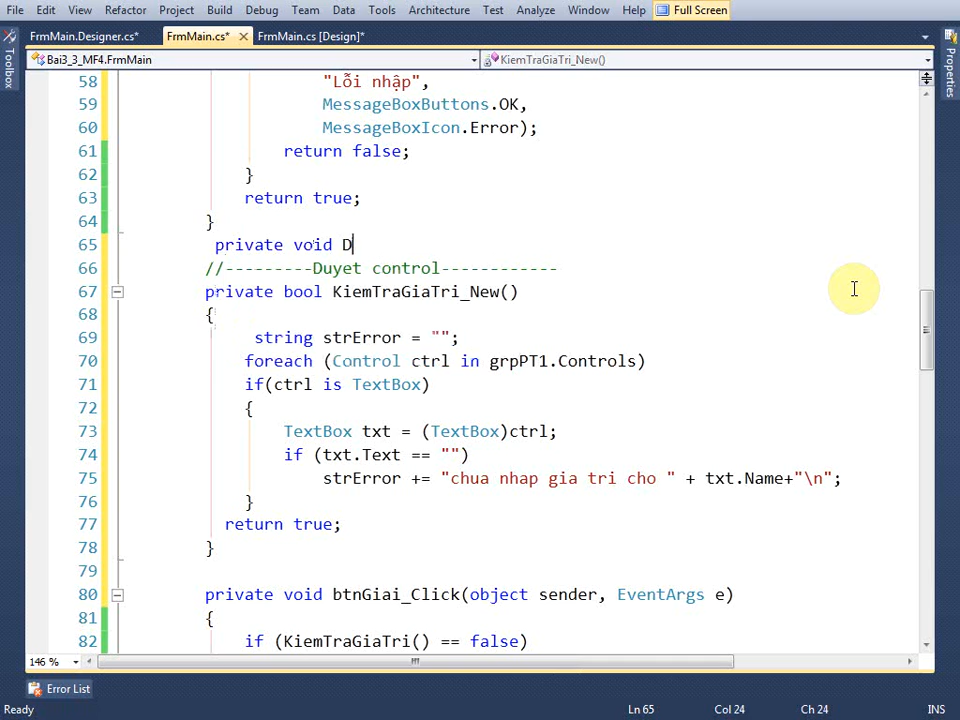 File Edit View Refactor Project Build Debug Team Data Tools Architecture Test Analyze Window Help Full Screen
FrmMain.Designer.cs* FrmMain.cs* FrmMain.cs [Design]*
Toolbox
Properties
Bai3_3_MF4.FrmMain KiemTraGiaTri_New()
58 "Lỗi nhập",
59 MessageBoxButtons.OK,
60 MessageBoxIcon.Error);
61 return false;
62 }
63 return true;
64 }
65 private void D
66 //---------Duyet control------------
67 private bool KiemTraGiaTri_New()
68 {
69 string strError = "";
70 foreach (Control ctrl in grpPT1.Controls)
71 if(ctrl is TextBox)
72 {
73 TextBox txt = (TextBox)ctrl;
74 if (txt.Text == "")
75 strError += "chua nhap gia tri cho " + txt.Name+"\n";
76 }
77 return true;
78 }
79
80 private void btnGiai_Click(object sender, EventArgs e)
81 {
82 if (KiemTraGiaTri() == false)
146 %
Error List
Ready Ln 65 Col 24 Ch 24 INS